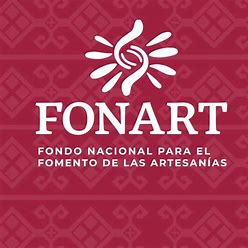 FONART
FONDO NACIONAL PARA EL
FOMENTO DE LAS ARTESANÍAS